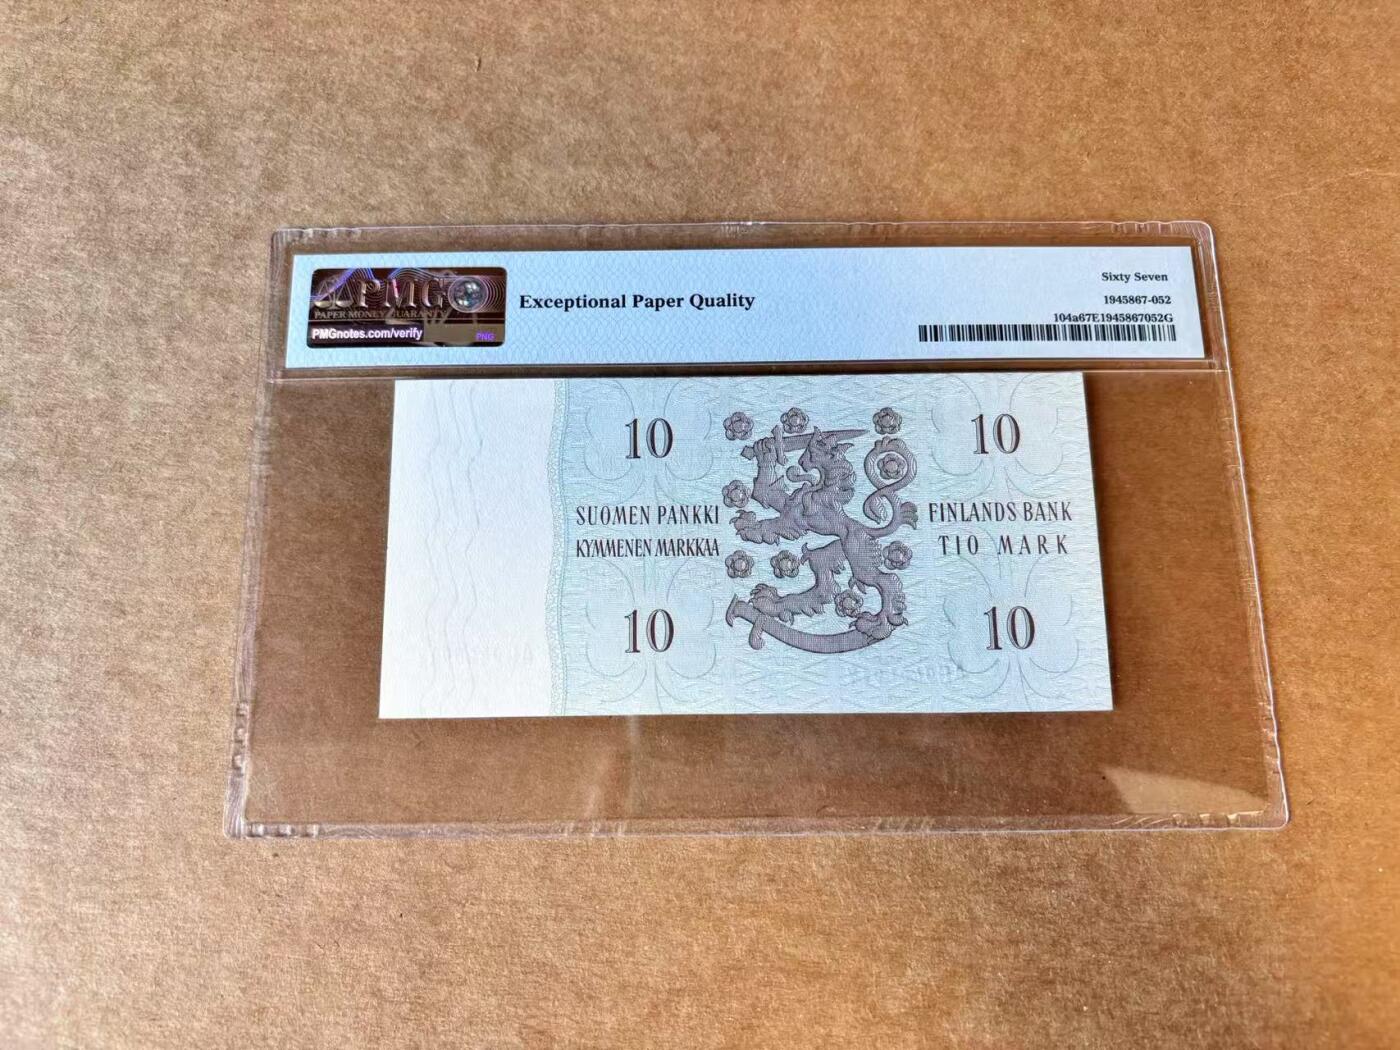 PMG
PAPER MONEY GUARANTY
PMGnotes.com/verify
PNG
Exceptional Paper Quality
Sixty Seven
1945867-052
104a67E1945867052G
10
10
SUOMEN PANKKI
KYMMENEN MARKKAA
FINLANDS BANK
TIO MARK
10
10